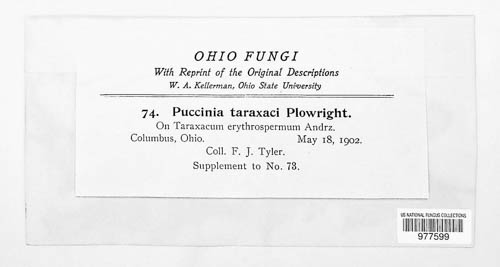 OHIO FUNGI
With Reprint of the Original Descriptions
W. A. Kellerman, Ohio State University
74. Puccinia taraxaci Plowright.
On Taraxacum erythrospermum Andrz.
Columbus, Ohio. May 18, 1902.
Coll. F. J. Tyler.
Supplement to No. 73.
US NATIONAL FUNGUS COLLECTIONS
977599